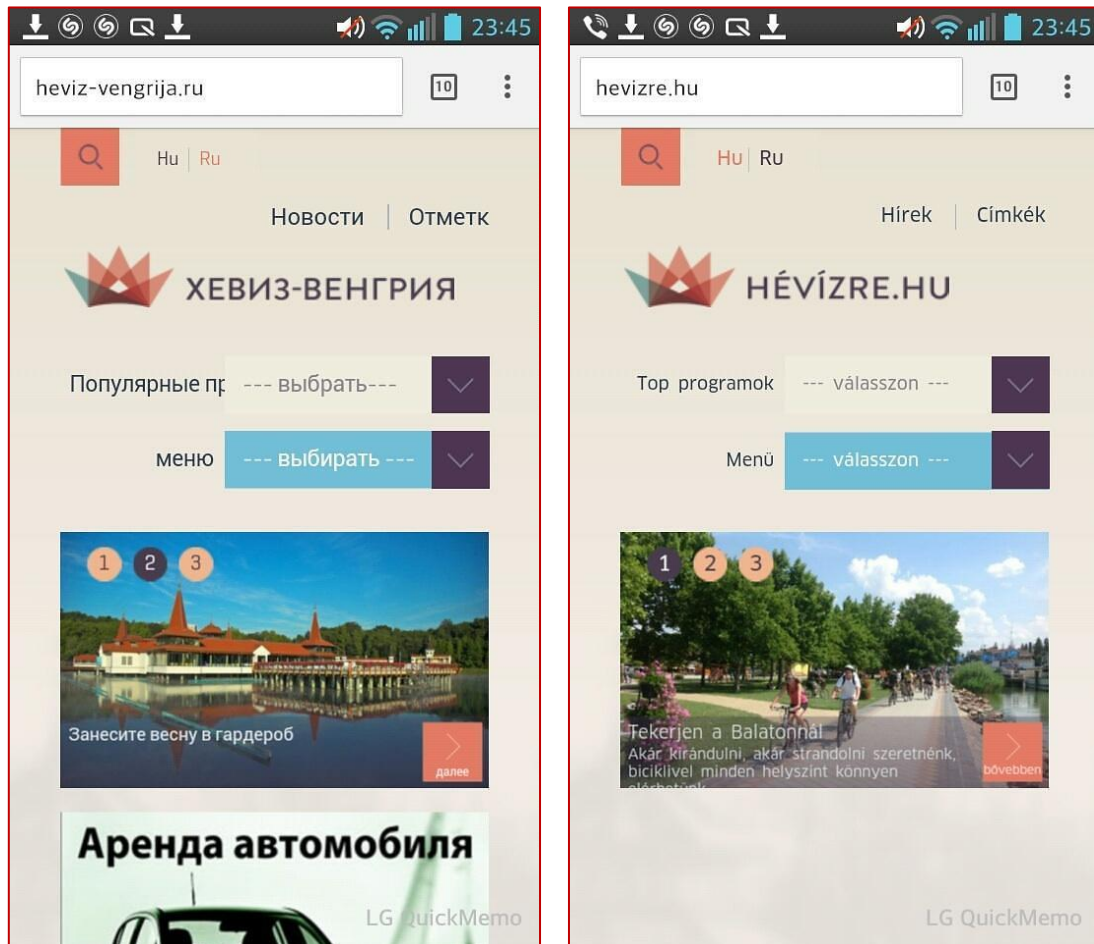 23:45
heviz-vengrija.ru
10
Hu | Ru
Новости | Отметк
ХЕВИЗ-ВЕНГРИЯ
Популярные пр
--- выбрать---
меню
--- выбирать ---
1 2 3
Занесите весну в гардероб
далее
Аренда автомобиля
LG QuickMemo
23:45
hevizre.hu
10
Hu | Ru
Hírek | Címkék
HÉVÍZRE.HU
Top programok
--- válasszon ---
Menü
--- válasszon ---
1 2 3
Tekerjen a Balatonnál
Akár kirándulni, akár strandolni szeretnénk,
biciklivel minden helyszínt könnyen
elérhetünk
bővebben
LG QuickMemo